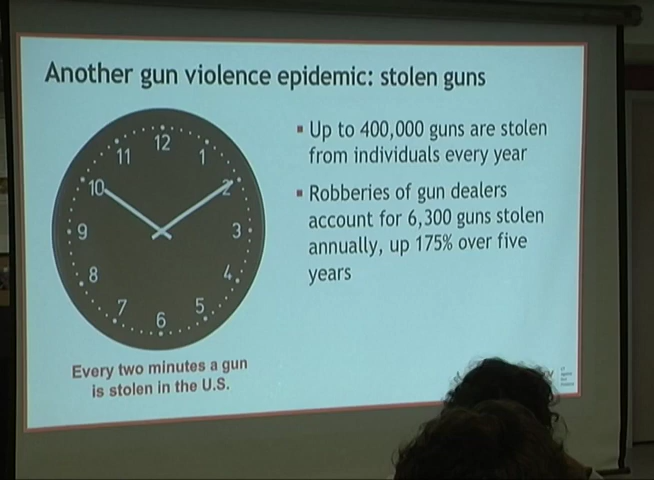 Another gun violence epidemic: stolen guns
12
1
2
3
4
5
6
7
8
9
10
11
Every two minutes a gun
is stolen in the U.S.
▪ Up to 400,000 guns are stolen
from individuals every year
▪ Robberies of gun dealers
account for 6,300 guns stolen
annually, up 175% over five
years